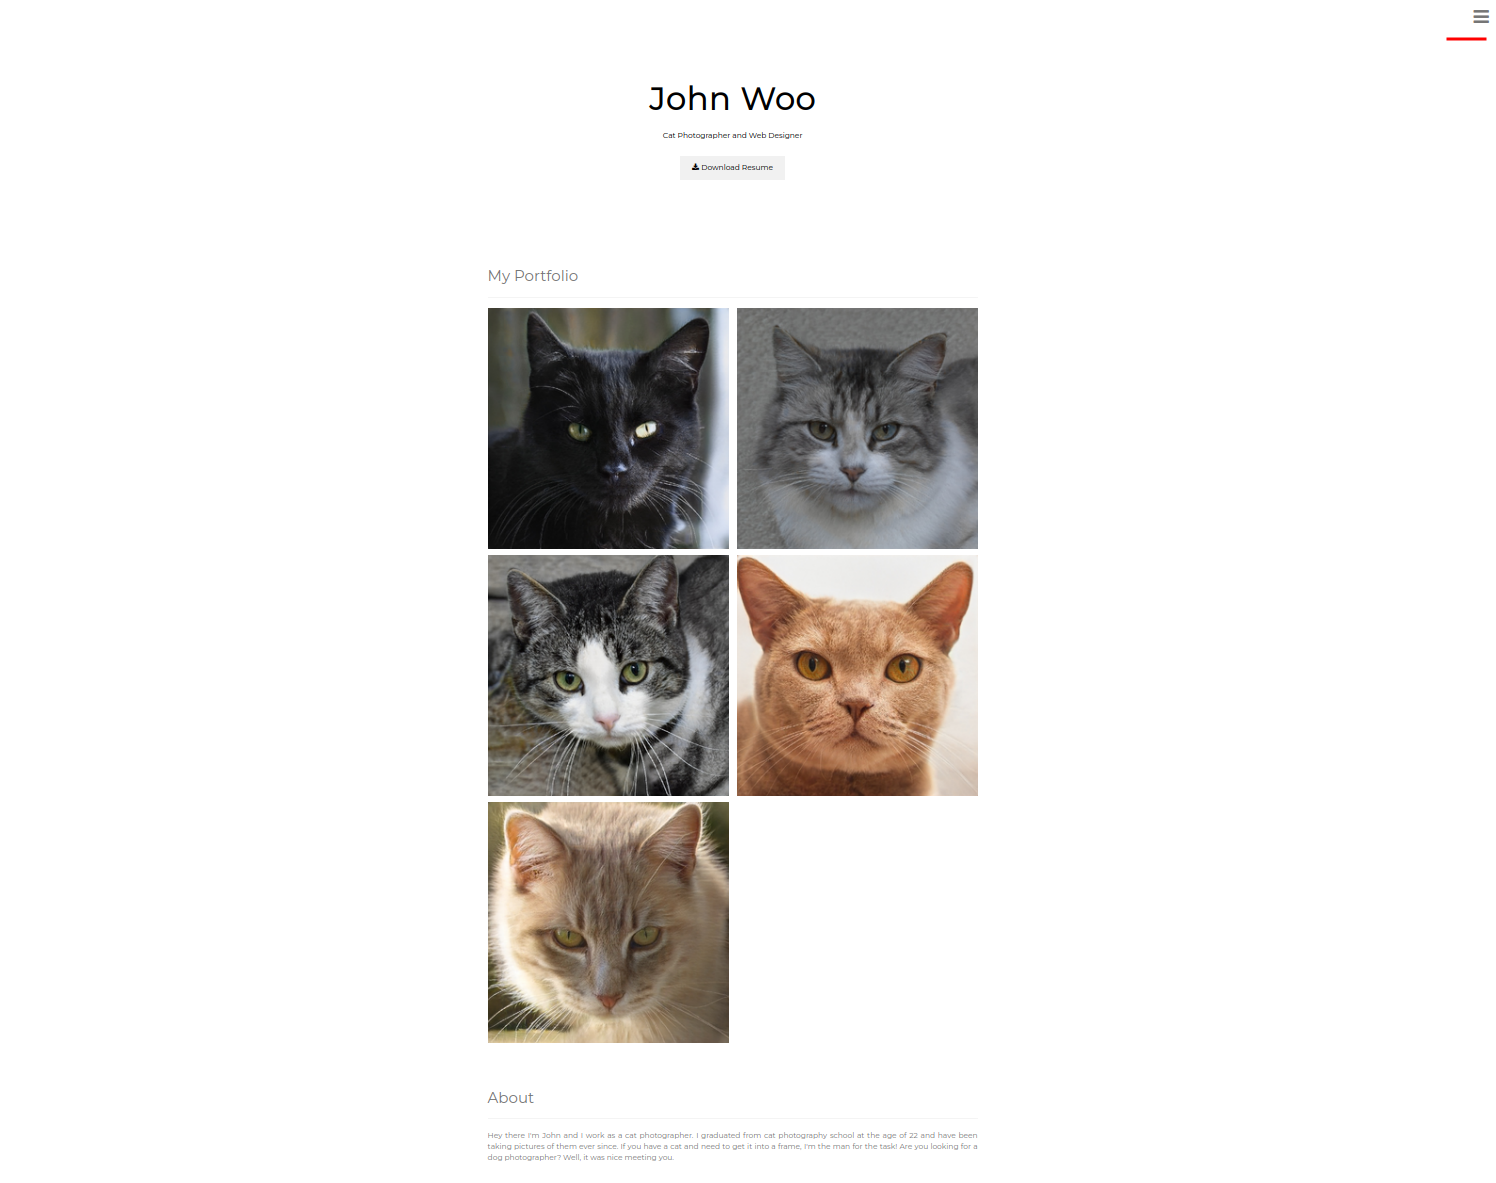 John Woo
Cat Photographer and Web Designer
Download Resume
My Portfolio
About
Hey there I'm John and I work as a cat photographer. I graduated from cat photography school at the age of 22 and have been
taking pictures of them ever since. If you have a cat and need to get it into a frame, I'm the man for the task! Are you looking for a
dog photographer? Well, it was nice meeting you.